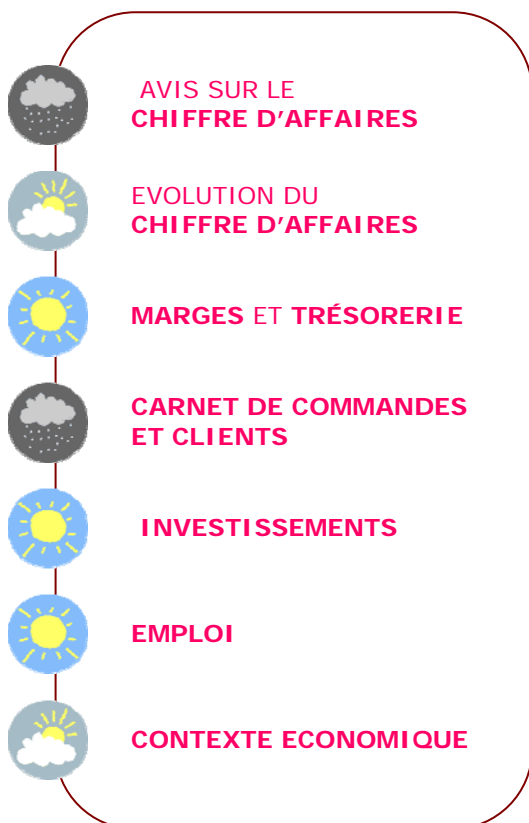 AVIS SUR LE
CHIFFRE D'AFFAIRES
EVOLUTION DU
CHIFFRE D'AFFAIRES
MARGES ET TRÉSORERIE
CARNET DE COMMANDES
ET CLIENTS
INVESTISSEMENTS
EMPLOI
CONTEXTE ECONOMIQUE